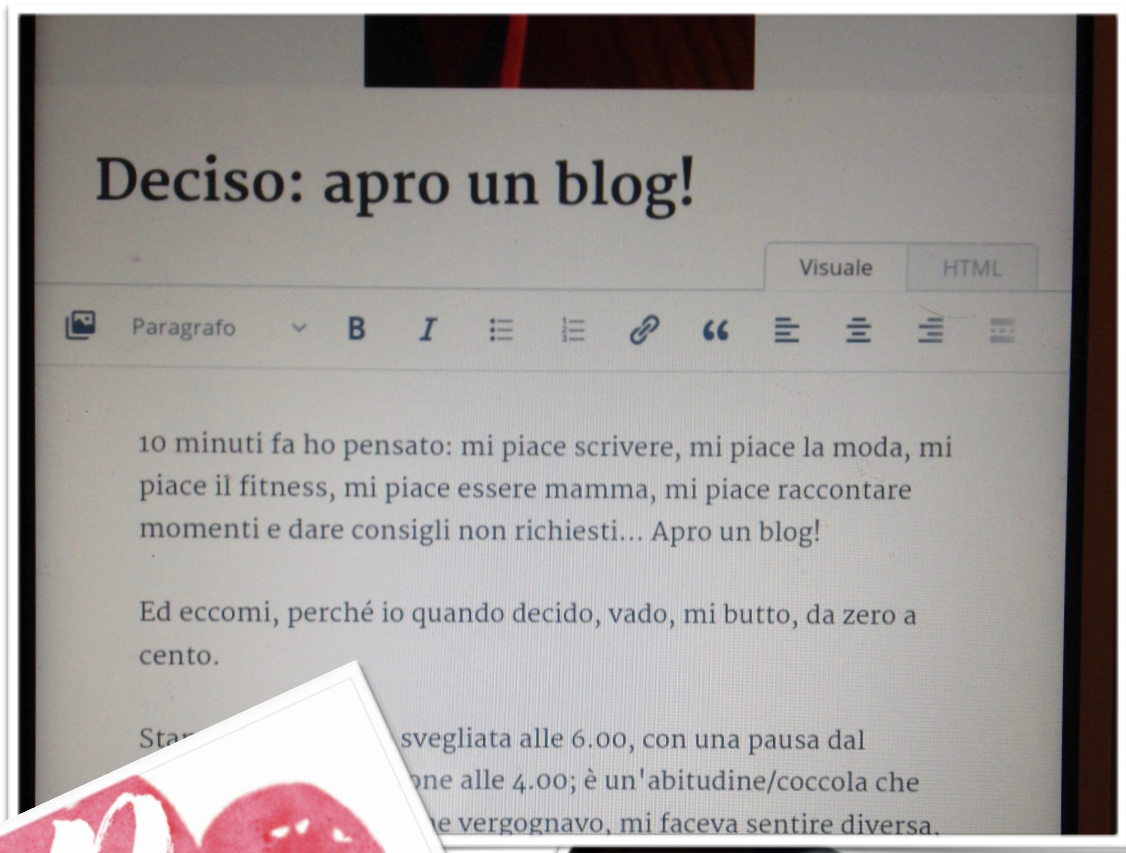 Deciso: apro un blog!
Visuale HTML
Paragrafo B I
10 minuti fa ho pensato: mi piace scrivere, mi piace la moda, mi
piace il fitness, mi piace essere mamma, mi piace raccontare
momenti e dare consigli non richiesti... Apro un blog!
Ed eccomi, perché io quando decido, vado, mi butto, da zero a
cento.
svegliata alle 6.00, con una pausa dal
alle 4.00; è un'abitudine/coccola che
vergognavo, mi faceva sentire diversa.